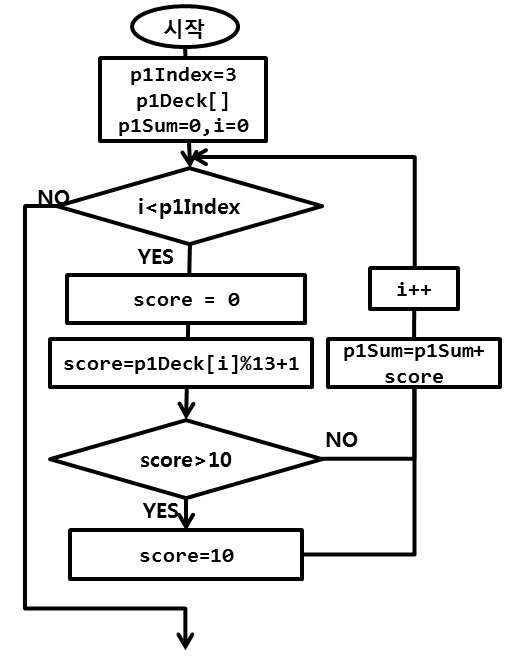 시작
p1Index=3
p1Deck[]
p1Sum=0,i=0
NO
i<p1Index
YES
score = 0
i++
score=p1Deck[i]%13+1
p1Sum=p1Sum+
score
NO
score>10
YES
score=10